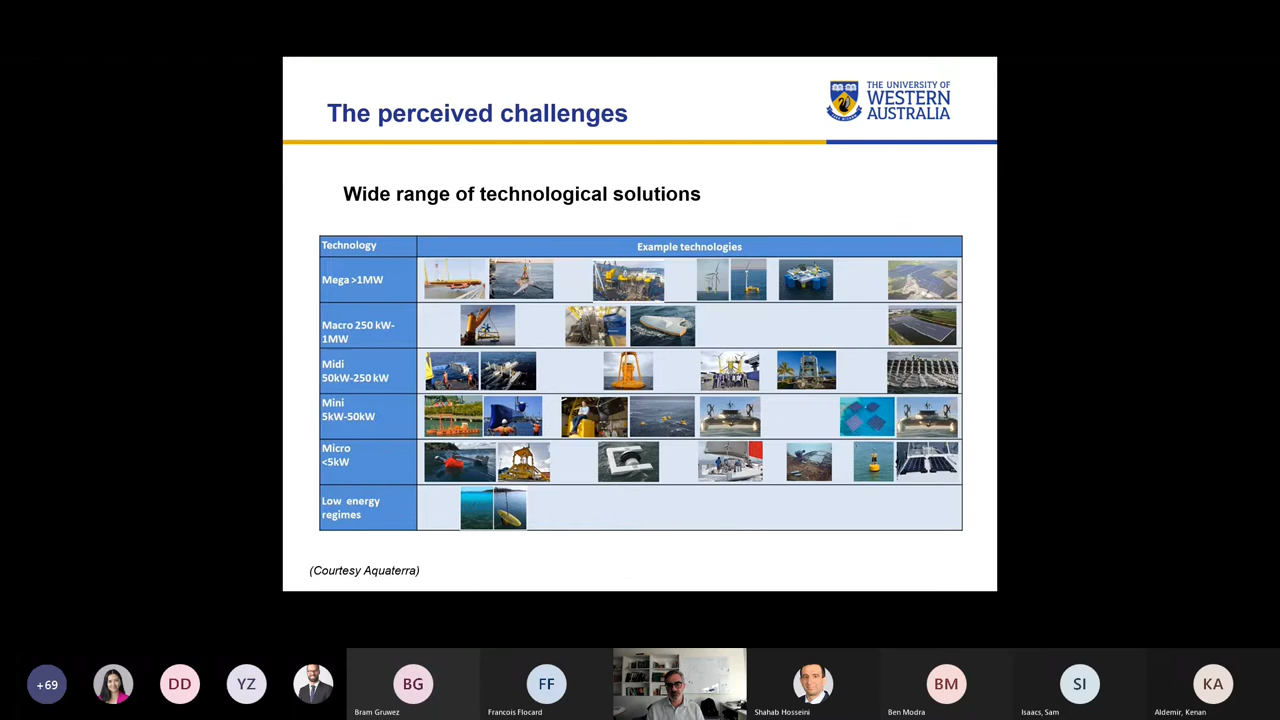 The perceived challenges
THE UNIVERSITY OF
WESTERN
AUSTRALIA
Wide range of technological solutions
Technology
Example technologies
Mega >1MW
Macro 250 kW-
1MW
Midi
50kW-250 kW
Mini
5kW-50kW
Micro
<5kW
Low energy
regimes
(Courtesy Aquaterra)
+69
DD
YZ
BG
Bram Gruwez
FF
Francois Flocard
Shahab Hosseini
BM
Ben Modra
SI
Isaacs, Sam
KA
Aldemir, Kenan